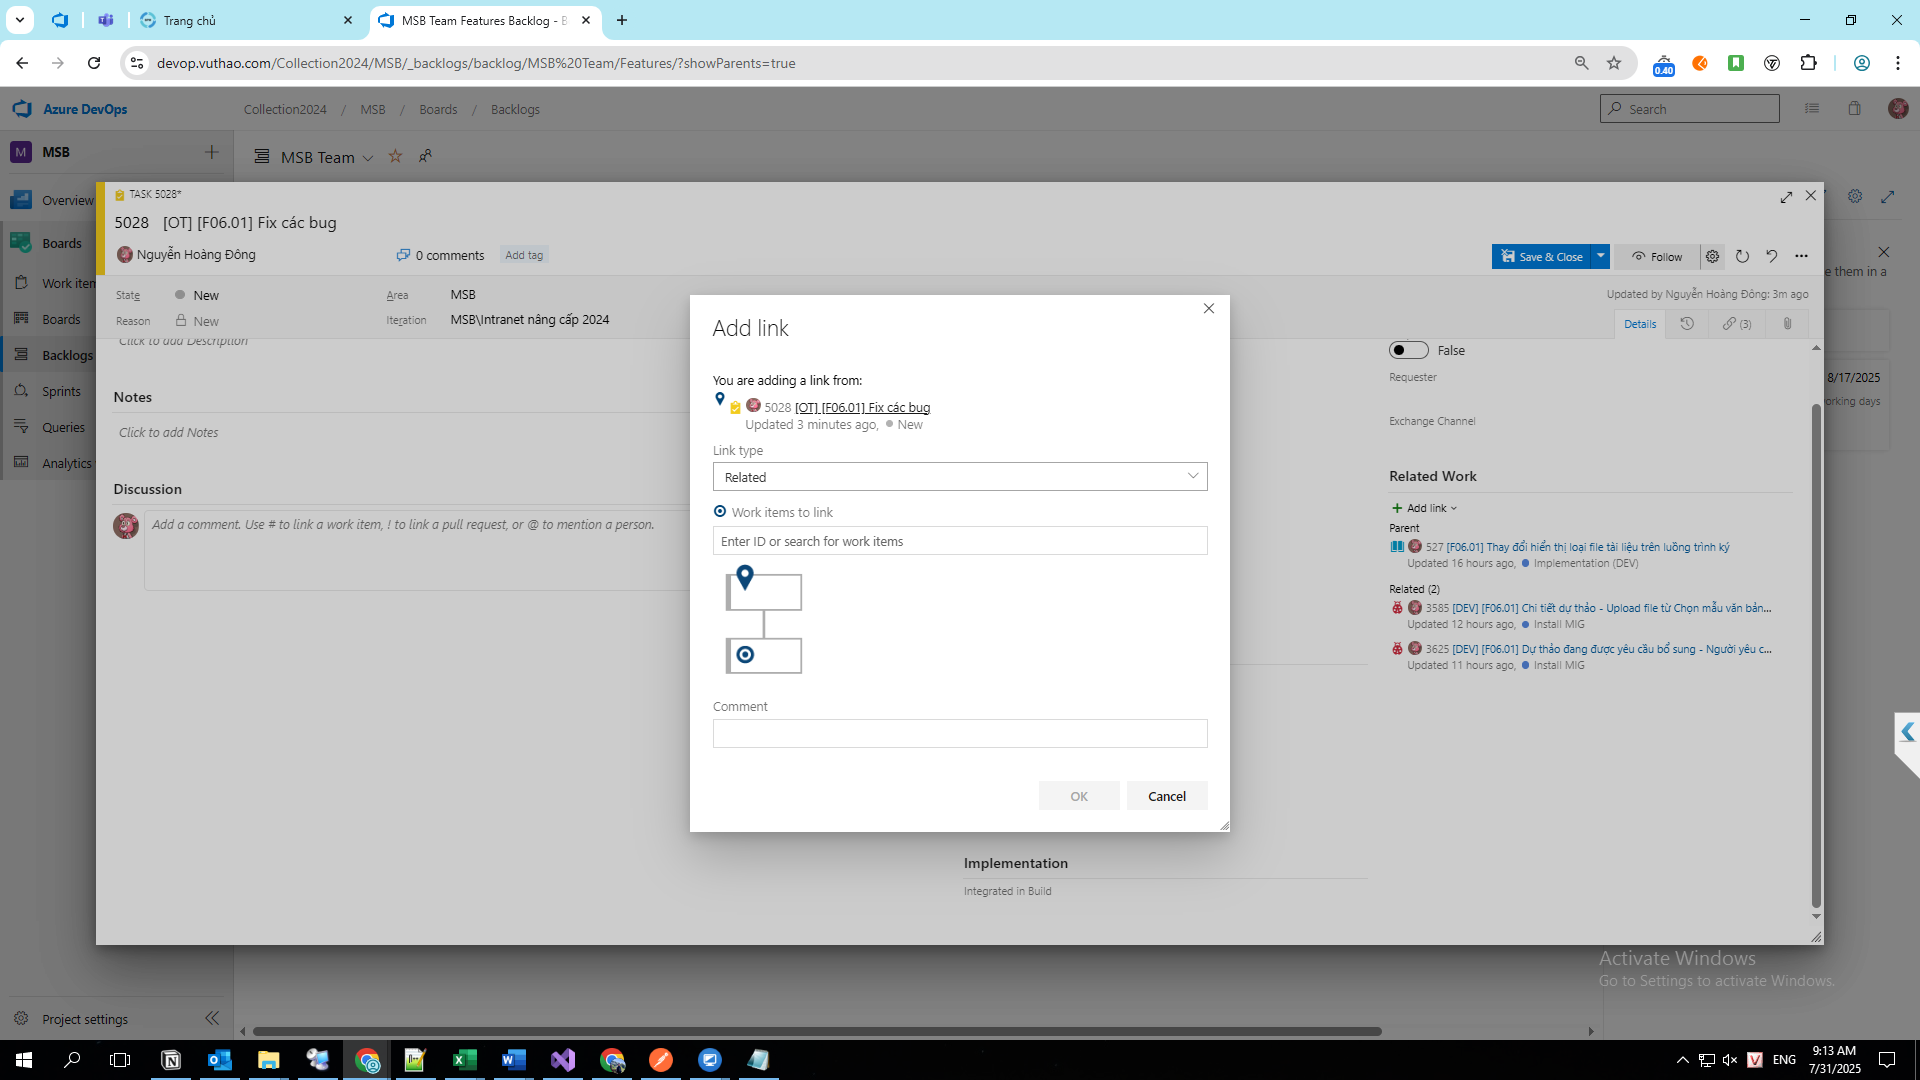 Trang chủ
MSB Team Features Backlog - B
devop.vuthao.com/Collection2024/MSB/_backlogs/backlog/MSB%20Team/Features/?showParents=true
0.40
Azure DevOps
Collection2024 / MSB / Boards / Backlogs
Search
M MSB
MSB Team
Overview
Boards
Work item
Boards
Backlogs
Sprints
Queries
Analytics
Project settings
TASK 5028*
5028 [OT] [F06.01] Fix các bug
Nguyễn Hoàng Đông
0 comments
Add tag
Save & Close
Follow
State
New
Area
MSB
Reason
New
Iteration
MSB\Intranet nâng cấp 2024
Updated by Nguyễn Hoàng Đông: 3m ago
Details
(3)
Click to add Description
Notes
Click to add Notes
Discussion
Add a comment. Use # to link a work item, ! to link a pull request, or @ to mention a person.
Add link
You are adding a link from:
5028 [OT] [F06.01] Fix các bug
Updated 3 minutes ago, New
Link type
Related
Work items to link
Enter ID or search for work items
Comment
OK
Cancel
Implementation
Integrated in Build
False
Requester
Exchange Channel
Related Work
Add link
Parent
527 [F06.01] Thay đổi hiển thị loại file tài liệu trên luồng trình ký
Updated 16 hours ago, Implementation (DEV)
Related (2)
3585 [DEV] [F06.01] Chi tiết dự thảo - Upload file từ Chọn mẫu văn bản...
Updated 12 hours ago, Install MIG
3625 [DEV] [F06.01] Dự thảo đang được yêu cầu bổ sung - Người yêu c...
Updated 11 hours ago, Install MIG
e them in a
8/17/2025
orking days
Activate Windows
Go to Settings to activate Windows.
ENG
9:13 AM
7/31/2025